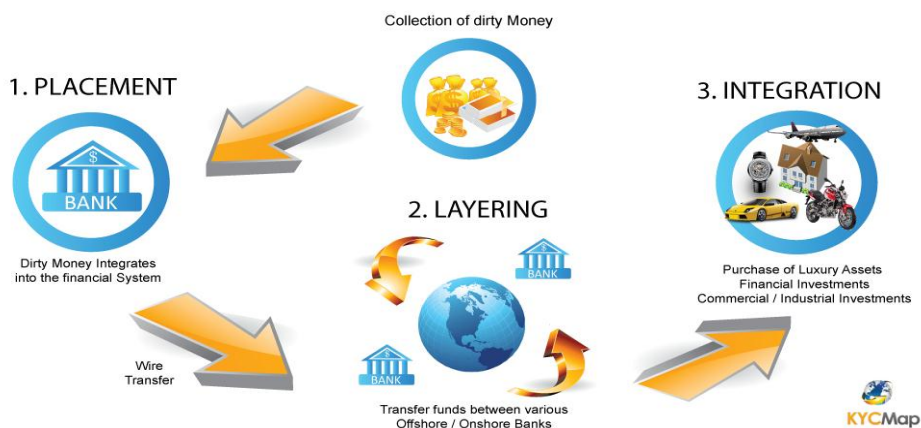 Collection of dirty Money
1. PLACEMENT
$
BANK
Dirty Money Integrates
into the financial System
Wire
Transfer
2. LAYERING
BANK
BANK
Transfer funds between various
Offshore / Onshore Banks
3. INTEGRATION
Purchase of Luxury Assets
Financial Investments
Commercial / Industrial Investments
KYCMap